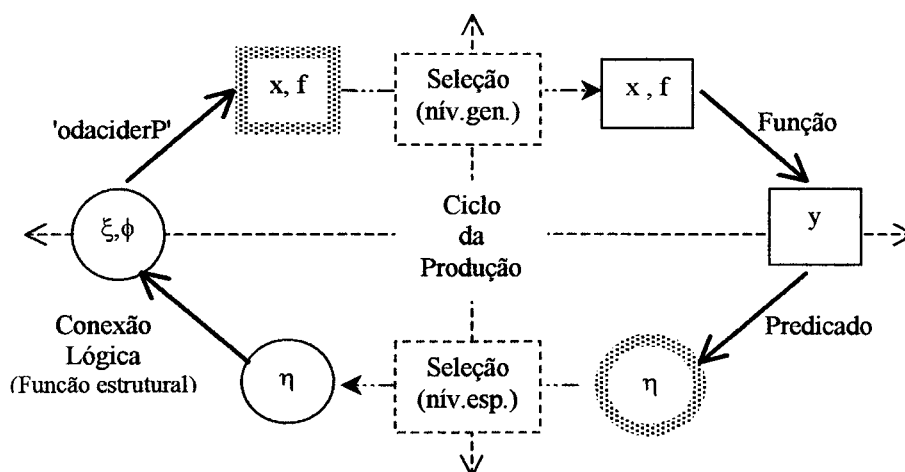 x, f
Seleção
(nív.gen.)
x , f
'odaciderP'
Função
ξ,ϕ
Ciclo
da
Produção
y
Conexão
Lógica
(Funcão estrutural)
η
Seleção
(nív.esp.)
η
Predicado